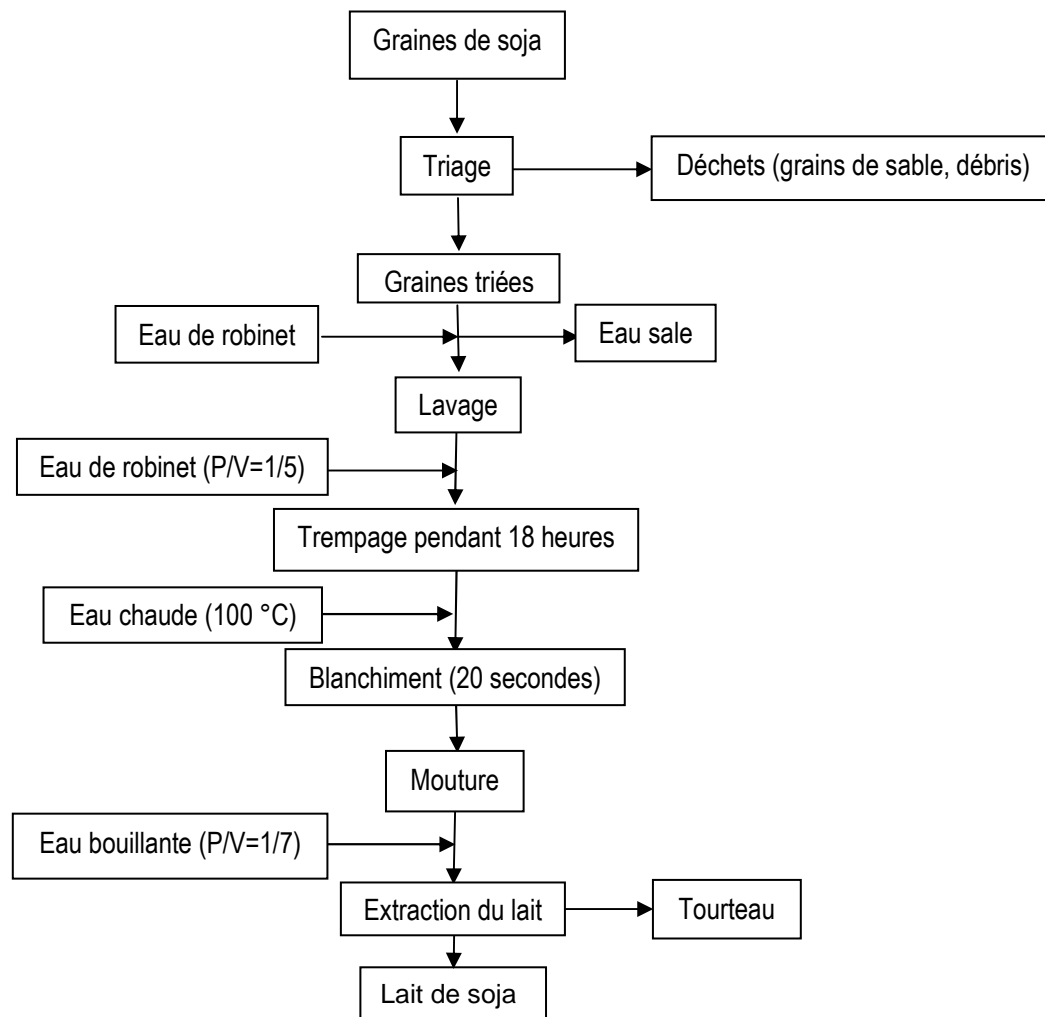 Graines de soja
Triage
Déchets (grains de sable, débris)
Graines triées
Eau de robinet
Eau sale
Lavage
Eau de robinet (P/V=1/5)
Trempage pendant 18 heures
Eau chaude (100 °C)
Blanchiment (20 secondes)
Mouture
Eau bouillante (P/V=1/7)
Extraction du lait
Tourteau
Lait de soja